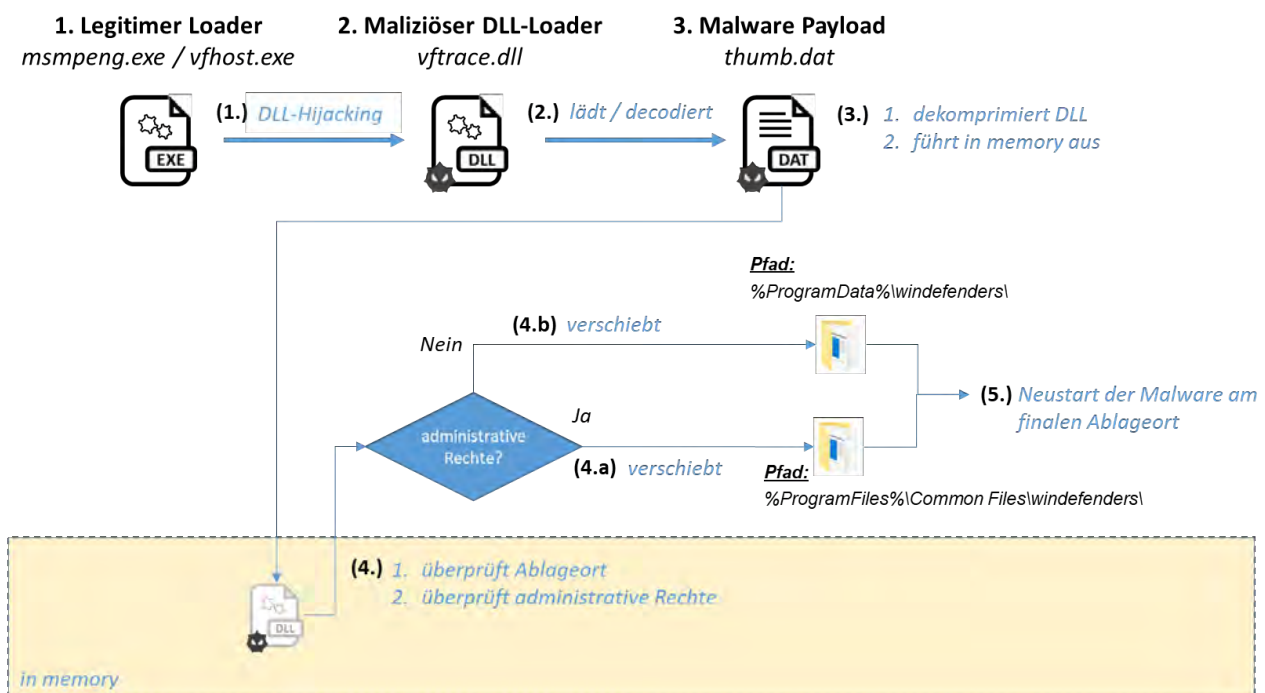 1. Legitimer Loader
msmpeng.exe / vfhost.exe
2. Maliziöser DLL-Loader
vftrace.dll
3. Malware Payload
thumb.dat
EXE
(1.) DLL-Hijacking
DLL
(2.) lädt / decodiert
DAT
(3.) 1. dekomprimiert DLL
2. führt in memory aus
Pfad:
%ProgramData%\windefenders\
(4.b) verschiebt
Nein
(5.) Neustart der Malware am
finalen Ablageort
administrative
Rechte?
Ja
(4.a) verschiebt
Pfad:
%ProgramFiles%\Common Files\windefenders\
(4.) 1. überprüft Ablageort
2. überprüft administrative Rechte
DLL
in memory